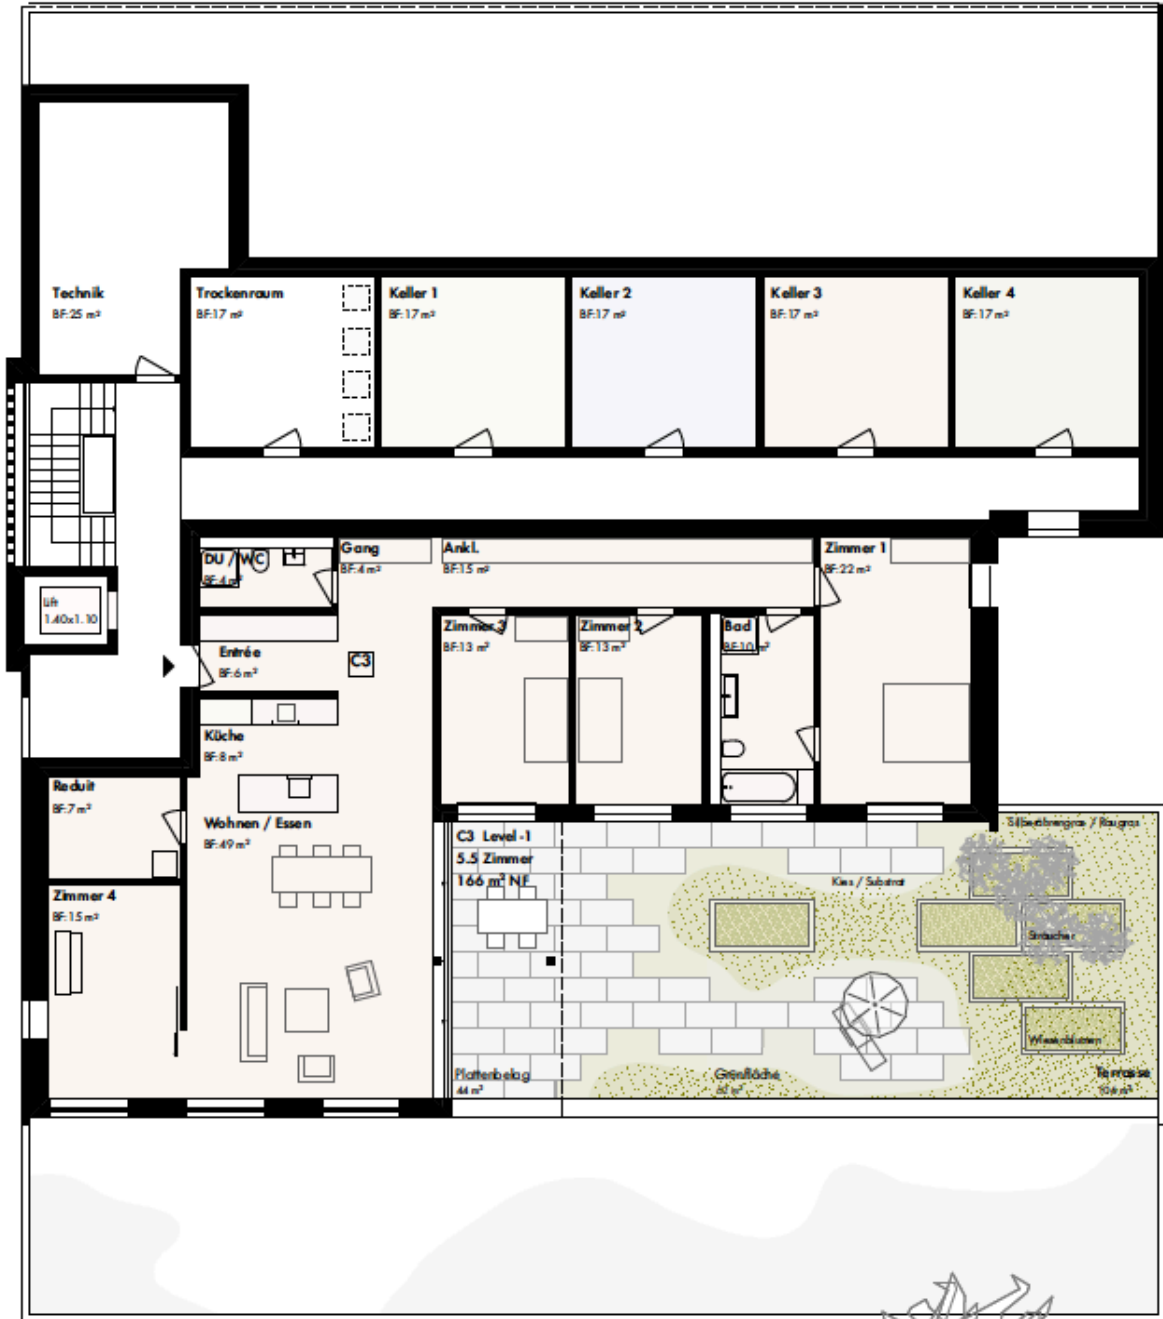 Technik
BF:25 m²
Trockenraum
BF:17 m²
Keller 1
BF:17 m²
Keller 2
BF:17 m²
Keller 3
BF:17 m²
Keller 4
BF:17 m²
Lift
1.40x1.10
DU / WC
BF:4 m²
Gang
BF:4 m²
Ankl.
BF:15 m²
Zimmer 1
BF:22 m²
Entrée
BF:6 m²
C3
Zimmer 3
BF:13 m²
Zimmer 2
BF:13 m²
Bad
BF:10 m²
Küche
BF:8 m²
Reduit
BF:7 m²
Wohnen / Essen
BF:49 m²
Zimmer 4
BF:15 m²
C3 Level -1
5.5 Zimmer
166 m² NF
Silberährengras / Raugras
Kies / Substrat
Sträucher
Wiesenblumen
Plattenbelag
44 m²
Grünfläche
Terrasse